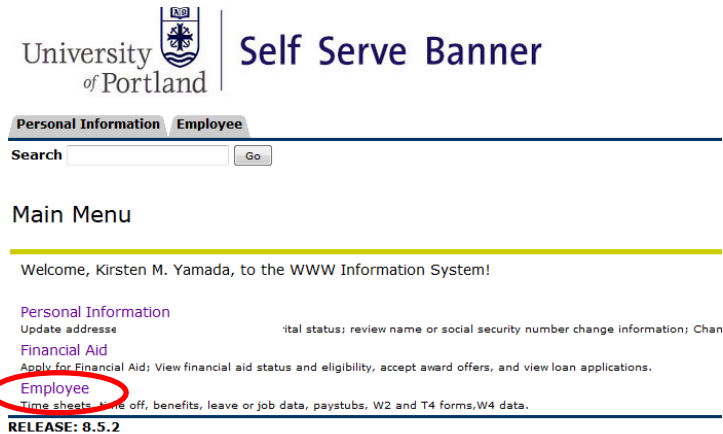 University
of Portland
Self Serve Banner
Personal Information Employee
Search Go
Main Menu
Welcome, Kirsten M. Yamada, to the WWW Information System!
Personal Information
Update addresse ital status; review name or social security number change information; Chan
Financial Aid
Apply for Financial Aid; View financial aid status and eligibility, accept award offers, and view loan applications.
Employee
Time sheets, time off, benefits, leave or job data, paystubs, W2 and T4 forms,W4 data.
RELEASE: 8.5.2